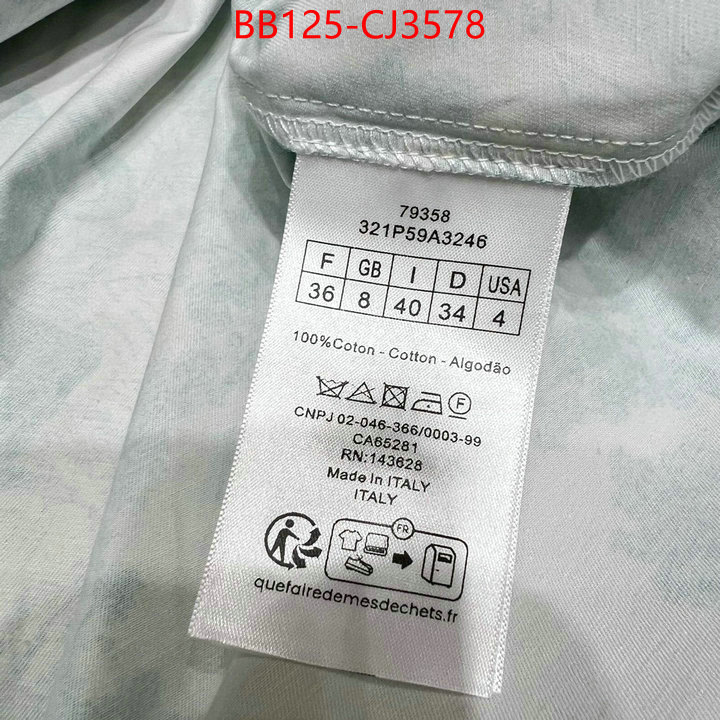 BB125-CJ3578
79358
321P59A3246
F GB I D USA
36 8 40 34 4
100%Coton - Cotton - Algodão
F
CNPJ 02-046-366/0003-99
CA65281
RN:143628
Made In ITALY
ITALY
FR
quefairedemesdechets.fr